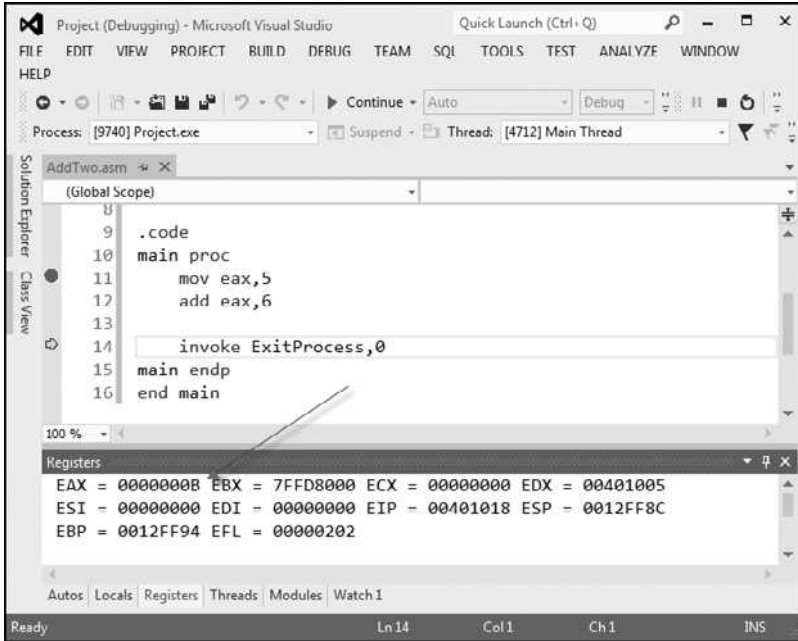 Project (Debugging) - Microsoft Visual Studio
Quick Launch (Ctrl+Q)
FILE EDIT VIEW PROJECT BUILD DEBUG TEAM SQL TOOLS TEST ANALYZE WINDOW
HELP
Continue Auto Debug
Process: [9740] Project.exe Suspend Thread: [4712] Main Thread
Solution Explorer
Class View
AddTwo.asm
(Global Scope)
8
9 .code
10 main proc
11 mov eax,5
12 add eax,6
13
14 invoke ExitProcess,0
15 main endp
16 end main
100 %
Registers
EAX = 0000000B EBX = 7FFD8000 ECX = 00000000 EDX = 00401005
ESI = 00000000 EDI = 00000000 EIP = 00401018 ESP = 0012FF8C
EBP = 0012FF94 EFL = 00000202
Autos Locals Registers Threads Modules Watch 1
Ready Ln 14 Col 1 Ch 1 INS